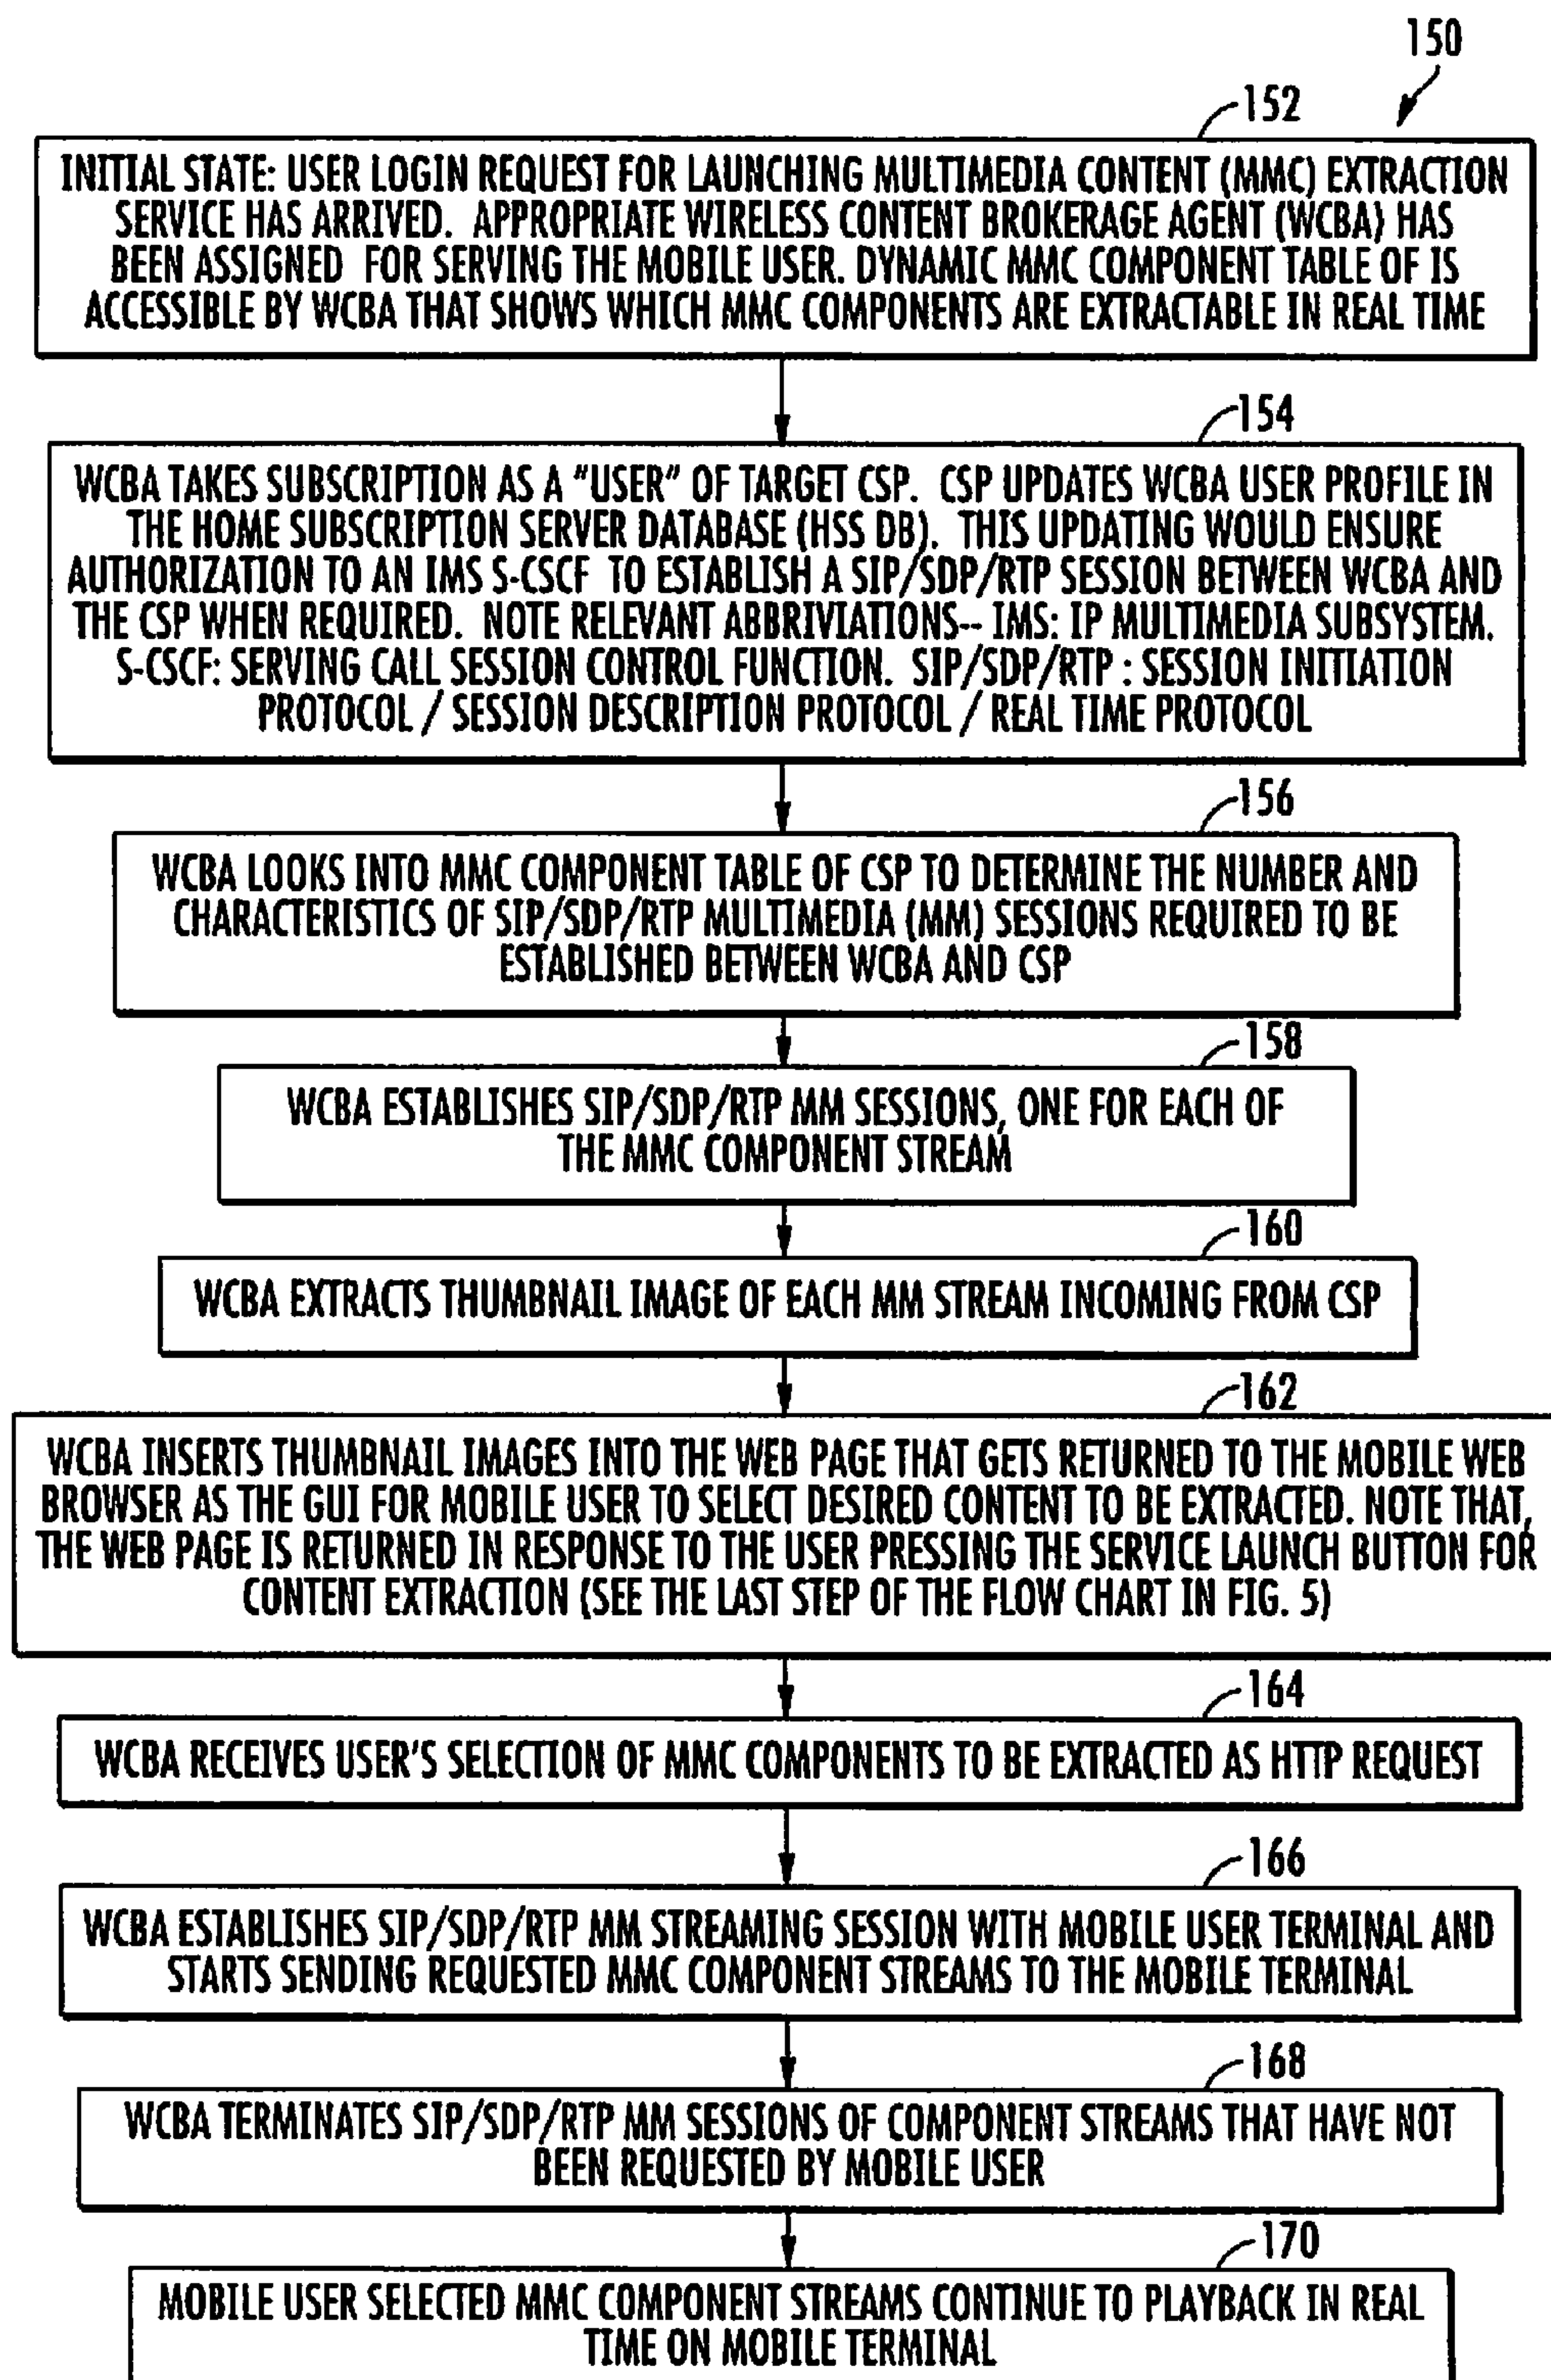 150
152
INITIAL STATE: USER LOGIN REQUEST FOR LAUNCHING MULTIMEDIA CONTENT (MMC) EXTRACTION
SERVICE HAS ARRIVED. APPROPRIATE WIRELESS CONTENT BROKERAGE AGENT (WCBA) HAS
BEEN ASSIGNED FOR SERVING THE MOBILE USER. DYNAMIC MMC COMPONENT TABLE OF IS
ACCESSIBLE BY WCBA THAT SHOWS WHICH MMC COMPONENTS ARE EXTRACTABLE IN REAL TIME
154
WCBA TAKES SUBSCRIPTION AS A "USER" OF TARGET CSP. CSP UPDATES WCBA USER PROFILE IN
THE HOME SUBSCRIPTION SERVER DATABASE (HSS DB). THIS UPDATING WOULD ENSURE
AUTHORIZATION TO AN IMS S-CSCF TO ESTABLISH A SIP/SDP/RTP SESSION BETWEEN WCBA AND
THE CSP WHEN REQUIRED. NOTE RELEVANT ABBRIVIATIONS-- IMS: IP MULTIMEDIA SUBSYSTEM.
S-CSCF: SERVING CALL SESSION CONTROL FUNCTION. SIP/SDP/RTP : SESSION INITIATION
PROTOCOL / SESSION DESCRIPTION PROTOCOL / REAL TIME PROTOCOL
156
WCBA LOOKS INTO MMC COMPONENT TABLE OF CSP TO DETERMINE THE NUMBER AND
CHARACTERISTICS OF SIP/SDP/RTP MULTIMEDIA (MM) SESSIONS REQUIRED TO BE
ESTABLISHED BETWEEN WCBA AND CSP
158
WCBA ESTABLISHES SIP/SDP/RTP MM SESSIONS, ONE FOR EACH OF
THE MMC COMPONENT STREAM
160
WCBA EXTRACTS THUMBNAIL IMAGE OF EACH MM STREAM INCOMING FROM CSP
162
WCBA INSERTS THUMBNAIL IMAGES INTO THE WEB PAGE THAT GETS RETURNED TO THE MOBILE WEB
BROWSER AS THE GUI FOR MOBILE USER TO SELECT DESIRED CONTENT TO BE EXTRACTED. NOTE THAT,
THE WEB PAGE IS RETURNED IN RESPONSE TO THE USER PRESSING THE SERVICE LAUNCH BUTTON FOR
CONTENT EXTRACTION (SEE THE LAST STEP OF THE FLOW CHART IN FIG. 5)
164
WCBA RECEIVES USER'S SELECTION OF MMC COMPONENTS TO BE EXTRACTED AS HTTP REQUEST
166
WCBA ESTABLISHES SIP/SDP/RTP MM STREAMING SESSION WITH MOBILE USER TERMINAL AND
STARTS SENDING REQUESTED MMC COMPONENT STREAMS TO THE MOBILE TERMINAL
168
WCBA TERMINATES SIP/SDP/RTP MM SESSIONS OF COMPONENT STREAMS THAT HAVE NOT
BEEN REQUESTED BY MOBILE USER
170
MOBILE USER SELECTED MMC COMPONENT STREAMS CONTINUE TO PLAYBACK IN REAL
TIME ON MOBILE TERMINAL